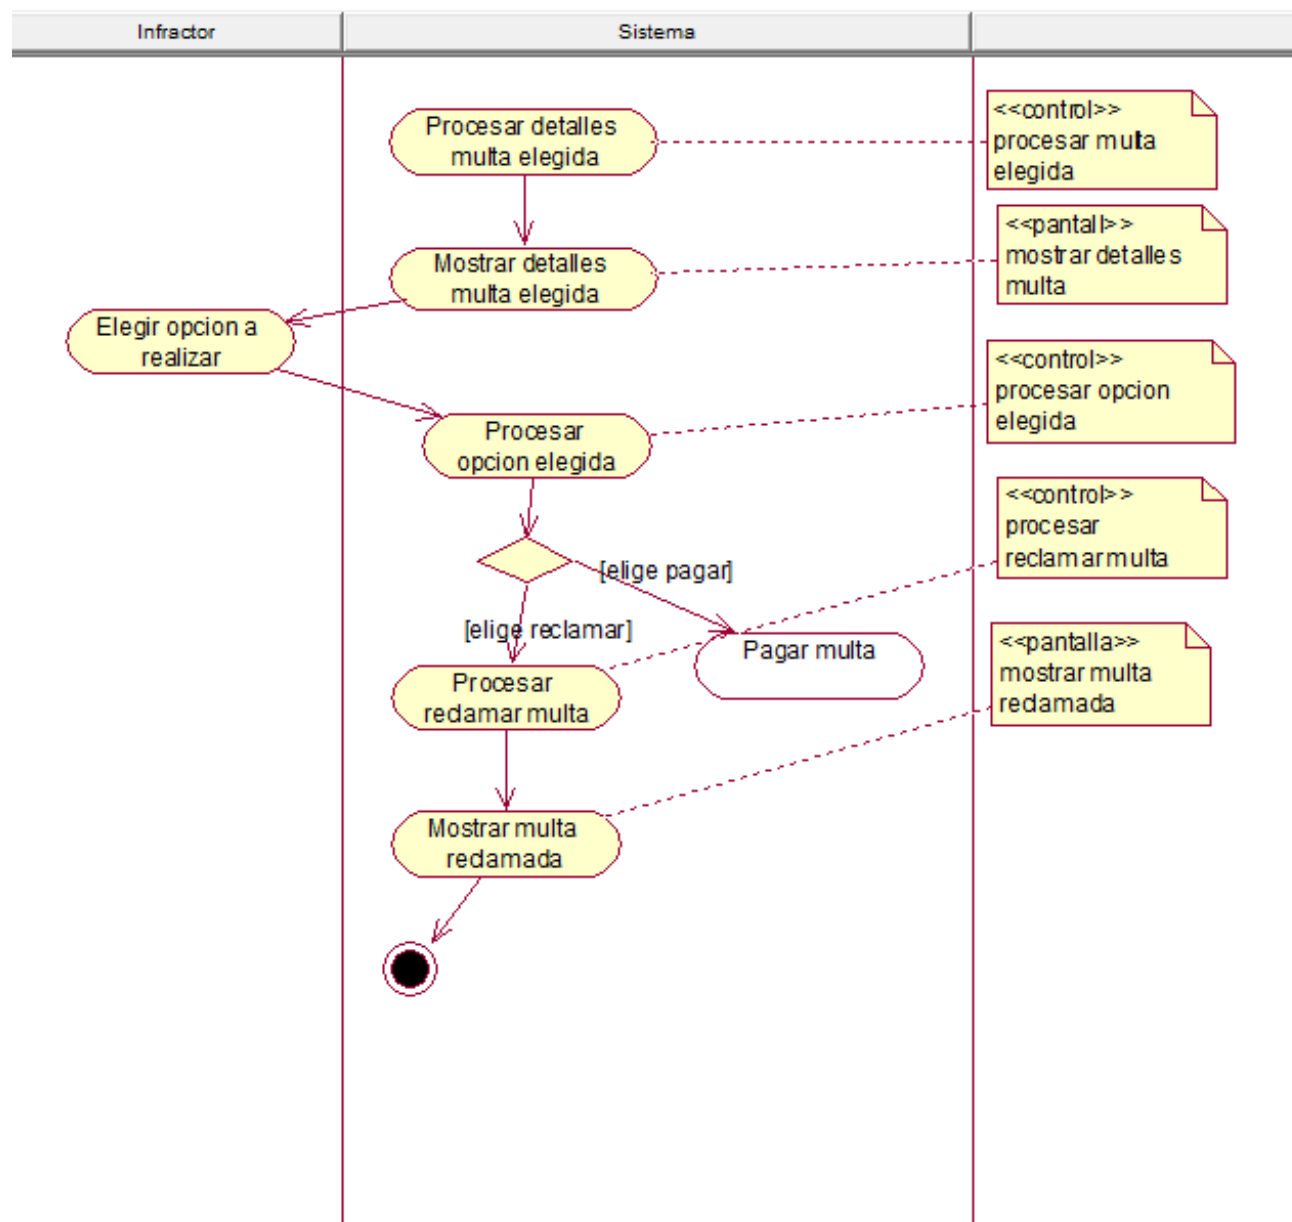 Infractor
Sistema
Procesar detalles
multa elegida
<<control>>
procesar multa
elegida
Mostrar detalles
multa elegida
<<pantall>>
mostrar detalles
multa
Elegir opcion a
realizar
<<control>>
procesar opcion
elegida
Procesar
opcion elegida
<<control>>
procesar
reclamar multa
[elige pagar]
[elige reclamar]
Pagar multa
<<pantalla>>
mostrar multa
reclamada
Procesar
reclamar multa
Mostrar multa
reclamada